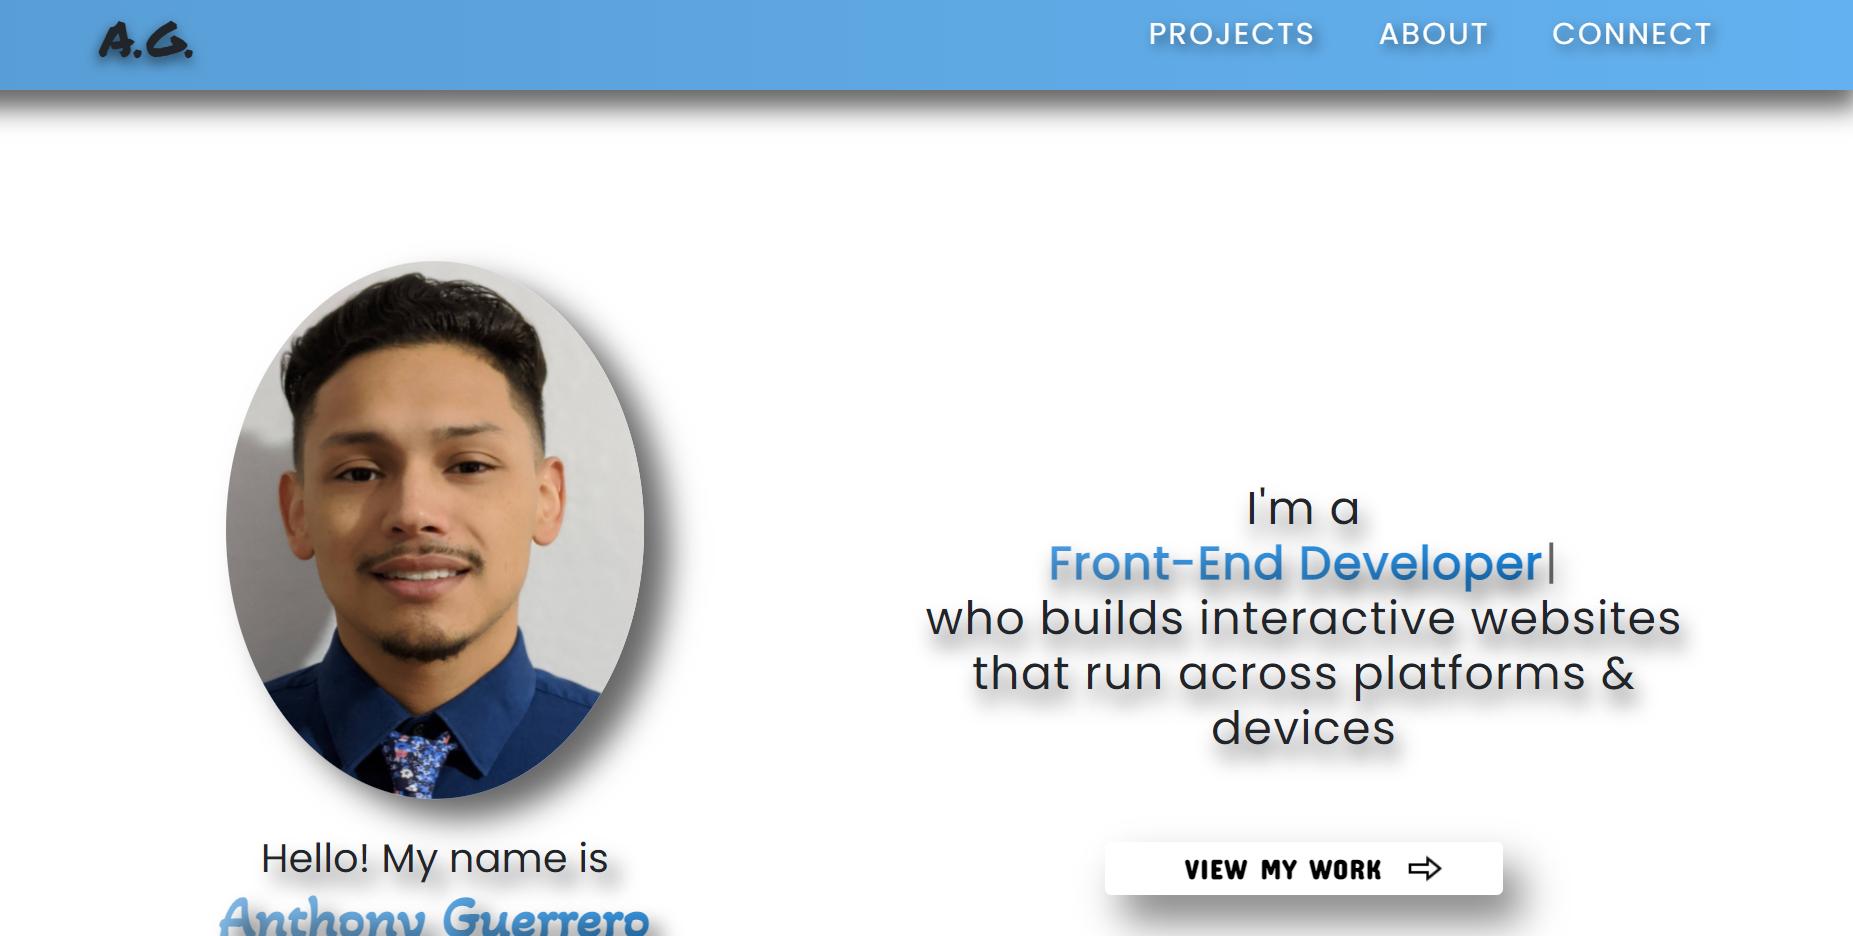 A.G.
PROJECTS ABOUT CONNECT
Hello! My name is
Anthony Guerrero
I'm a
Front-End Developer|
who builds interactive websites
that run across platforms &
devices
VIEW MY WORK